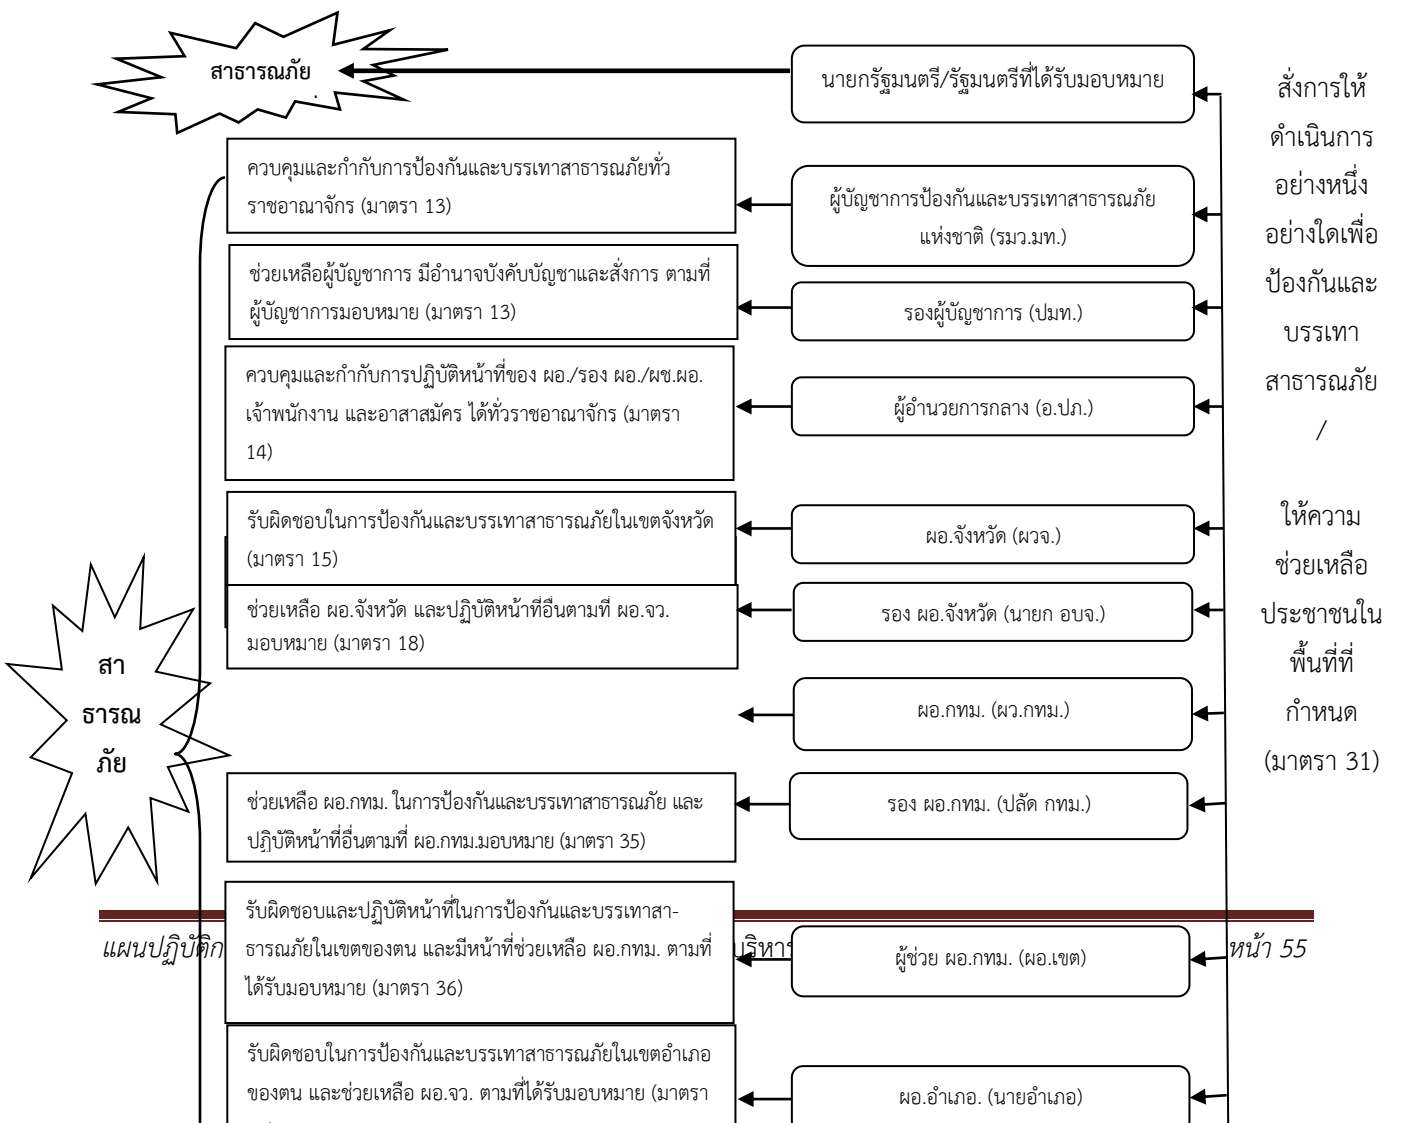 สาธารณภัย
.
นายกรัฐมนตรี/รัฐมนตรีที่ได้รับมอบหมาย
ควบคุมและกำกับการป้องกันและบรรเทาสาธารณภัยทั่ว
ราชอาณาจักร (มาตรา 13)
ผู้บัญชาการป้องกันและบรรเทาสาธารณภัย
แห่งชาติ (รมว.มท.)
ช่วยเหลือผู้บัญชาการ มีอำนาจบังคับบัญชาและสั่งการ ตามที่
ผู้บัญชาการมอบหมาย (มาตรา 13)
รองผู้บัญชาการ (ปมท.)
ควบคุมและกำกับการปฏิบัติหน้าที่ของ ผอ./รอง ผอ./ผช.ผอ.
เจ้าพนักงาน และอาสาสมัคร ได้ทั่วราชอาณาจักร (มาตรา
14)
ผู้อำนวยการกลาง (อ.ปภ.)
รับผิดชอบในการป้องกันและบรรเทาสาธารณภัยในเขตจังหวัด
(มาตรา 15)
ผอ.จังหวัด (ผวจ.)
ช่วยเหลือ ผอ.จังหวัด และปฏิบัติหน้าที่อื่นตามที่ ผอ.จว.
มอบหมาย (มาตรา 18)
รอง ผอ.จังหวัด (นายก อบจ.)
ผอ.กทม. (ผว.กทม.)
ช่วยเหลือ ผอ.กทม. ในการป้องกันและบรรเทาสาธารณภัย และ
ปฏิบัติหน้าที่อื่นตามที่ ผอ.กทม.มอบหมาย (มาตรา 35)
รอง ผอ.กทม. (ปลัด กทม.)
รับผิดชอบและปฏิบัติหน้าที่ในการป้องกันและบรรเทาสา-
ธารณภัยในเขตของตน และมีหน้าที่ช่วยเหลือ ผอ.กทม. ตามที่
ได้รับมอบหมาย (มาตรา 36)
ผู้ช่วย ผอ.กทม. (ผอ.เขต)
รับผิดชอบในการป้องกันและบรรเทาสาธารณภัยในเขตอำเภอ
ของตน และช่วยเหลือ ผอ.จว. ตามที่ได้รับมอบหมาย (มาตรา
ผอ.อำเภอ. (นายอำเภอ)
สา
ธารณ
ภัย
สั่งการให้
ดำเนินการ
อย่างหนึ่ง
อย่างใดเพื่อ
ป้องกันและ
บรรเทา
สาธารณภัย
/
ให้ความ
ช่วยเหลือ
ประชาชนใน
พื้นที่ที่
กำหนด
(มาตรา 31)
แผนปฏิบัติก
บริหาร
หน้า 55